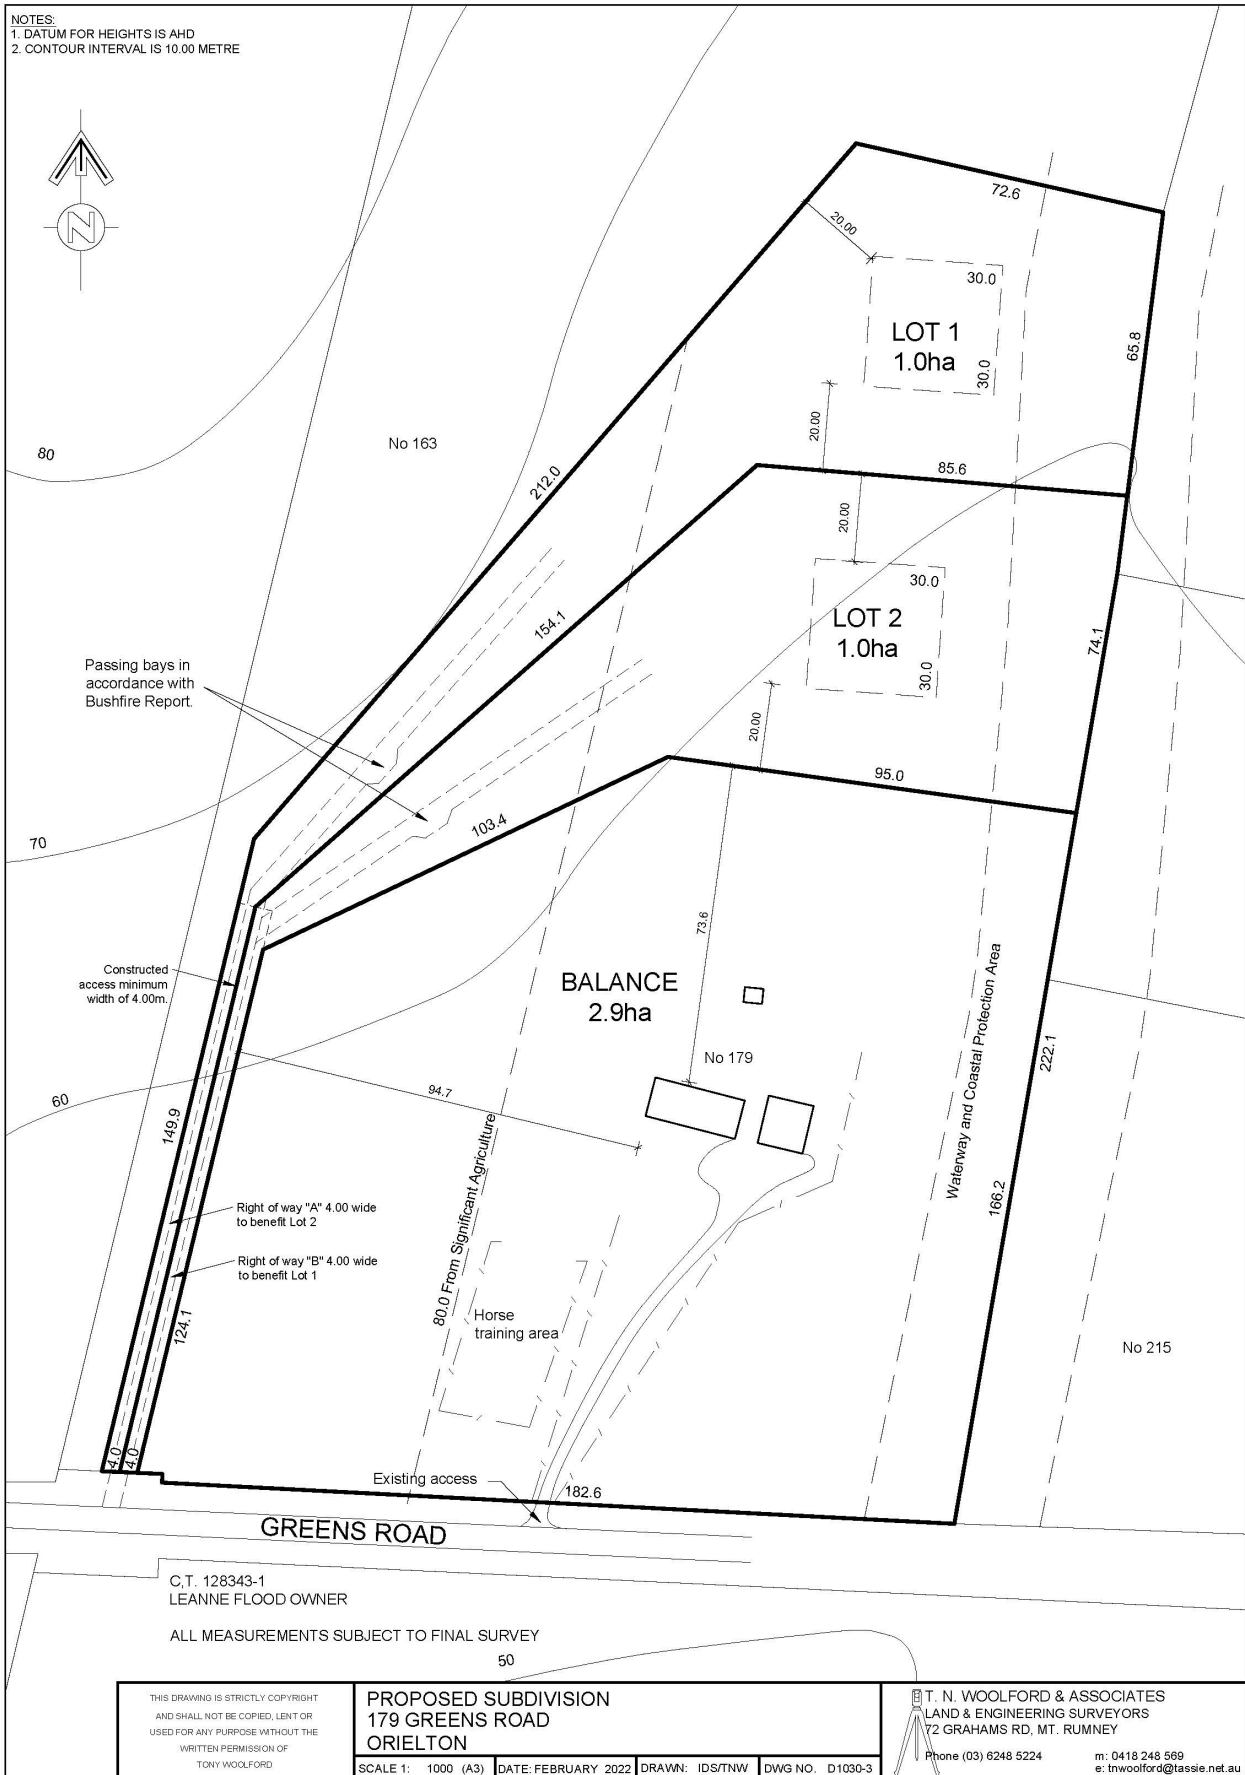 NOTES:
1. DATUM FOR HEIGHTS IS AHD
2. CONTOUR INTERVAL IS 10.00 METRE
N
72.6
20.00
30.0
LOT 1
1.0ha
30.0
65.8
80
No 163
20.00
212.0
85.6
20.00
30.0
LOT 2
1.0ha
30.0
154.1
74.1
Passing bays in
accordance with
Bushfire Report.
20.00
95.0
103.4
70
73.6
Constructed
access minimum
width of 4.00m.
BALANCE
2.9ha
Waterway and Coastal Protection Area
No 179
222.1
60
94.7
149.9
80.0 From Significant Agriculture
166.2
Right of way "A" 4.00 wide
to benefit Lot 2
Right of way "B" 4.00 wide
to benefit Lot 1
124.1
Horse
training area
No 215
4.0
4.0
Existing access
182.6
GREENS ROAD
C,T. 128343-1
LEANNE FLOOD OWNER
ALL MEASUREMENTS SUBJECT TO FINAL SURVEY
50
THIS DRAWING IS STRICTLY COPYRIGHT
AND SHALL NOT BE COPIED, LENT OR
USED FOR ANY PURPOSE WITHOUT THE
WRITTEN PERMISSION OF
TONY WOOLFORD
PROPOSED SUBDIVISION
179 GREENS ROAD
ORIELTON
SCALE 1: 1000 (A3) DATE: FEBRUARY 2022 DRAWN: IDS/TNW DWG NO. D1030-3
T. N. WOOLFORD & ASSOCIATES
LAND & ENGINEERING SURVEYORS
72 GRAHAMS RD, MT. RUMNEY
Phone (03) 6248 5224 m: 0418 248 569
e: tnwoolford@tassie.net.au